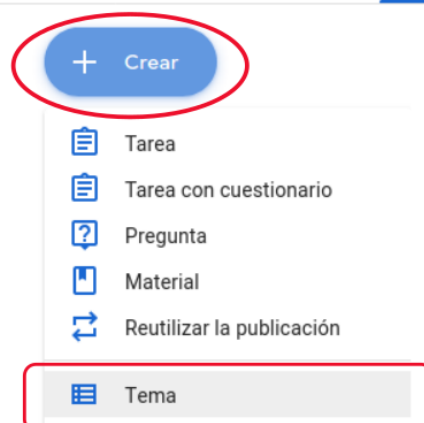 Crear
Tarea
Tarea con cuestionario
Pregunta
Material
Reutilizar la publicación
Tema